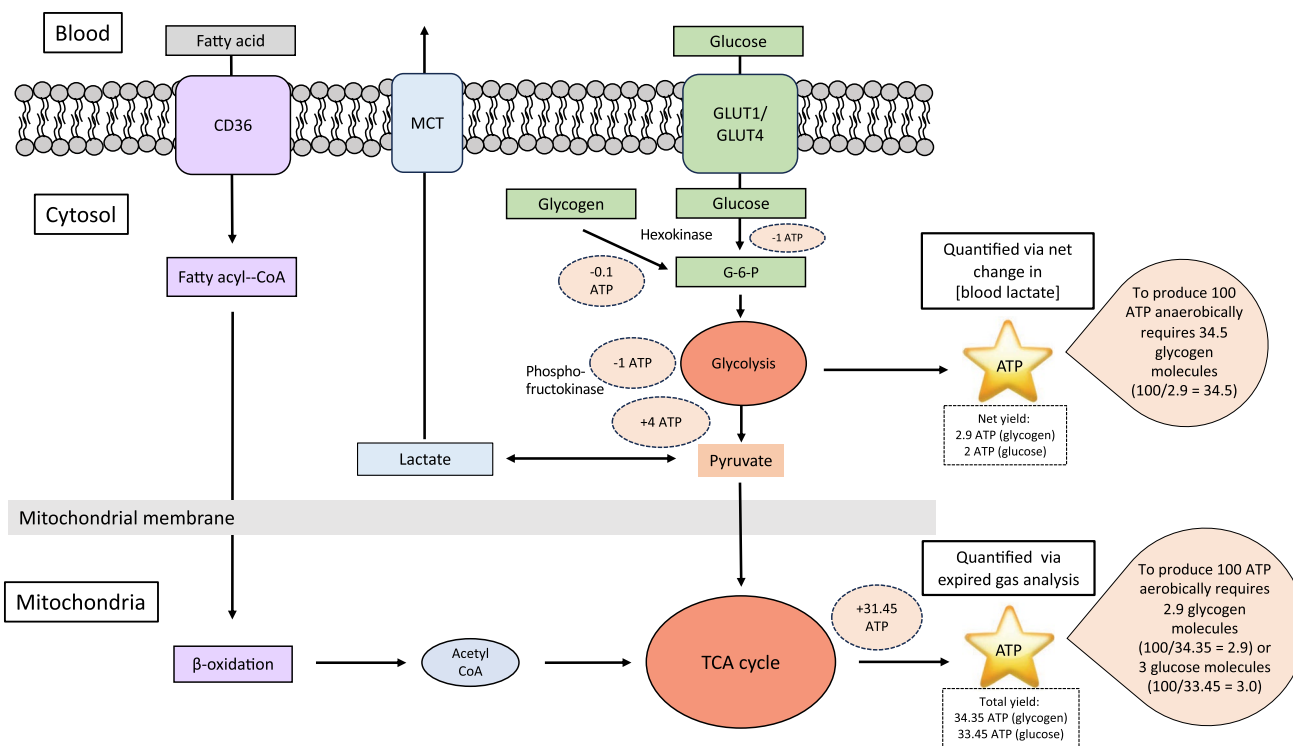 Blood
Fatty acid
Glucose
CD36
MCT
GLUT1/
GLUT4
Cytosol
Glycogen
Glucose
Hexokinase
-1 ATP
Fatty acyl--CoA
-0.1
ATP
G-6-P
Quantified via net
change in
[blood lactate]
To produce 100
ATP anaerobically
requires 34.5
glycogen
molecules
(100/2.9 = 34.5)
Phospho-
fructokinase
-1 ATP
Glycolysis
ATP
+4 ATP
Net yield:
2.9 ATP (glycogen)
2 ATP (glucose)
Lactate
Pyruvate
Mitochondrial membrane
Mitochondria
Quantified via
expired gas analysis
To produce 100 ATP
aerobically requires
2.9 glycogen
molecules
(100/34.35 = 2.9) or
3 glucose molecules
(100/33.45 = 3.0)
+31.45
ATP
β-oxidation
Acetyl
CoA
TCA cycle
ATP
Total yield:
34.35 ATP (glycogen)
33.45 ATP (glucose)